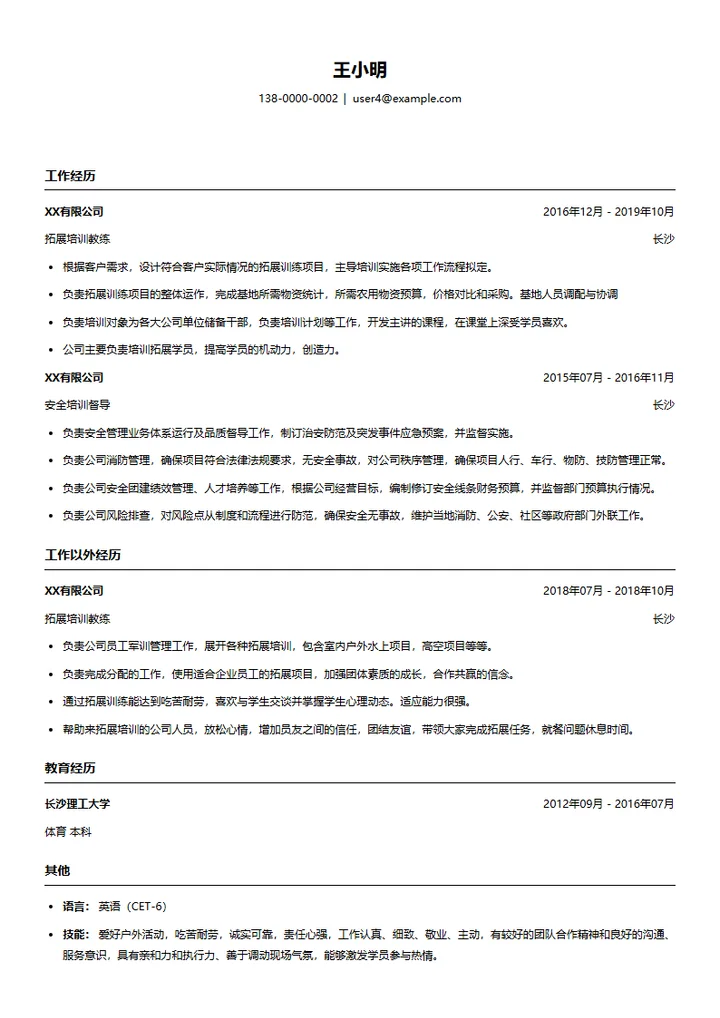 王小明
138-0000-0002 | user4@example.com
工作经历
XX有限公司 2016年12月 - 2019年10月
拓展培训教练 长沙
• 根据客户需求，设计符合客户实际情况的拓展训练项目，主导培训实施各项工作流程拟定。
• 负责拓展训练项目的整体运作，完成基地所需物资统计，所需农用物资预算，价格对比和采购。基地人员调配与协调
• 负责培训对象为各大公司单位储备干部，负责培训计划等工作，开发主讲的课程，在课堂上深受学员喜欢。
• 公司主要负责培训拓展学员，提高学员的机动力，创造力。
XX有限公司 2015年07月 - 2016年11月
安全培训督导 长沙
• 负责安全管理业务体系运行及品质督导工作，制订治安防范及突发事件应急预案，并监督实施。
• 负责公司消防管理，确保项目符合法律法规要求，无安全事故，对公司秩序管理，确保项目人行、车行、物防、技防管理正常。
• 负责公司安全团建绩效管理、人才培养等工作，根据公司经营目标，编制修订安全线条财务预算，并监督部门预算执行情况。
• 负责公司风险排查，对风险点从制度和流程进行防范，确保安全无事故，维护当地消防、公安、社区等政府部门外联工作。
工作以外经历
XX有限公司 2018年07月 - 2018年10月
拓展培训教练 长沙
• 负责公司员工军训管理工作，展开各种拓展培训，包含室内户外水上项目，高空项目等等。
• 负责完成分配的工作，使用适合企业员工的拓展项目，加强团体素质的成长，合作共赢的信念。
• 通过拓展训练能达到吃苦耐劳，喜欢与学生交谈并掌握学生心理动态。适应能力很强。
• 帮助来拓展培训的公司人员，放松心情，增加员友之间的信任，团结友谊，带领大家完成拓展任务，就餐问题休息时间。
教育经历
长沙理工大学 2012年09月 - 2016年07月
体育 本科
其他
• 语言： 英语（CET-6）
• 技能： 爱好户外活动，吃苦耐劳，诚实可靠，责任心强，工作认真、细致、敬业、主动，有较好的团队合作精神和良好的沟通、
服务意识，具有亲和力和执行力、善于调动现场气氛，能够激发学员参与热情。